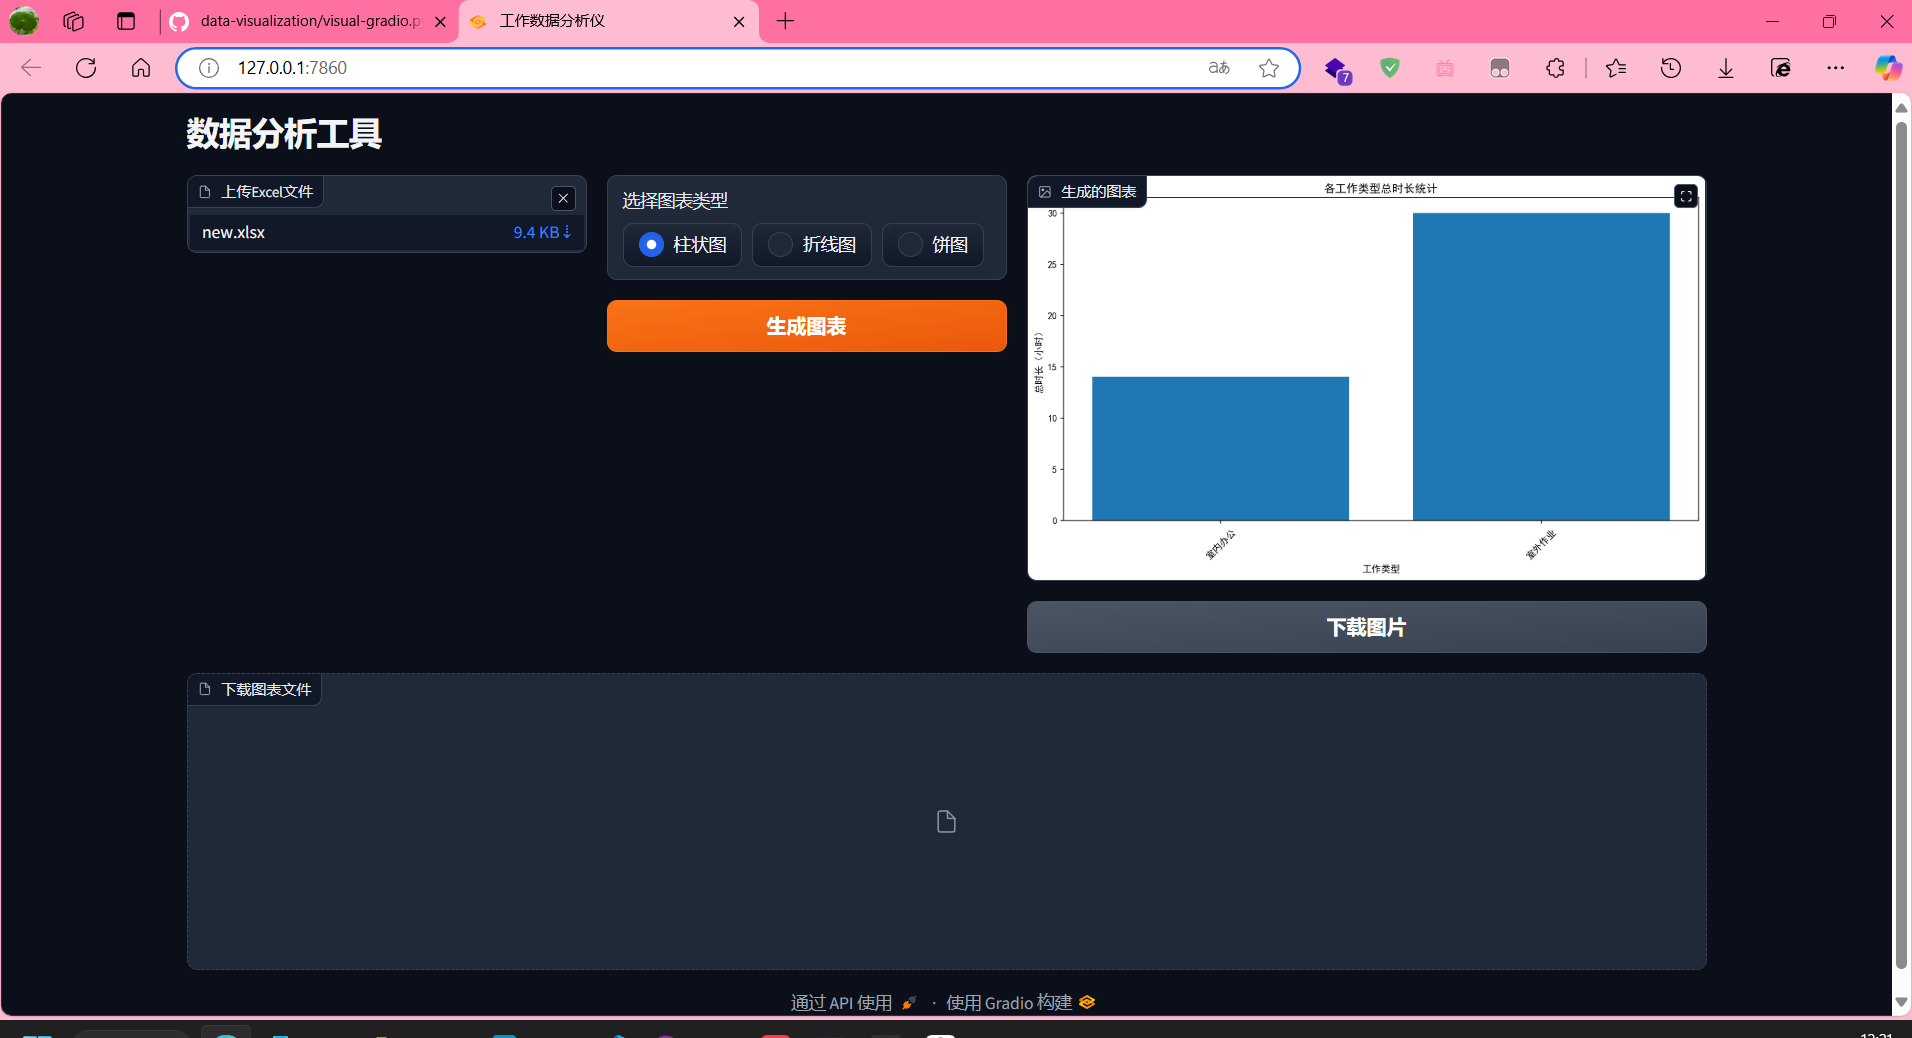 data-visualization/visual-gradio.p
工作数据分析仪
127.0.0.1:7860
aあ
7
数据分析工具
上传Excel文件
new.xlsx
9.4 KB⇣
选择图表类型
柱状图
折线图
饼图
生成图表
生成的图表
各工作类型总时长统计
30
25
20
15
10
5
0
总时长（小时）
室内办公
室外作业
工作类型
下载图片
下载图表文件
通过 API 使用 · 使用 Gradio 构建